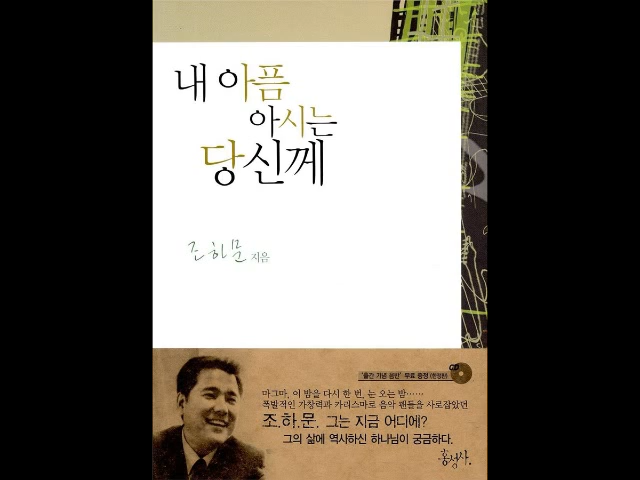 내 아픔
아시는
당신께
조하문 지음
'출간 기념 음반' 무료 증정 (한정판)
CD
마그마, 이 밤을 다시 한 번, 눈 오는 밤……
폭발적인 가창력과 카리스마로 음악 팬들을 사로잡았던
조.하.문. 그는 지금 어디에?
그의 삶에 역사하신 하나님이 궁금하다.
홍성사.